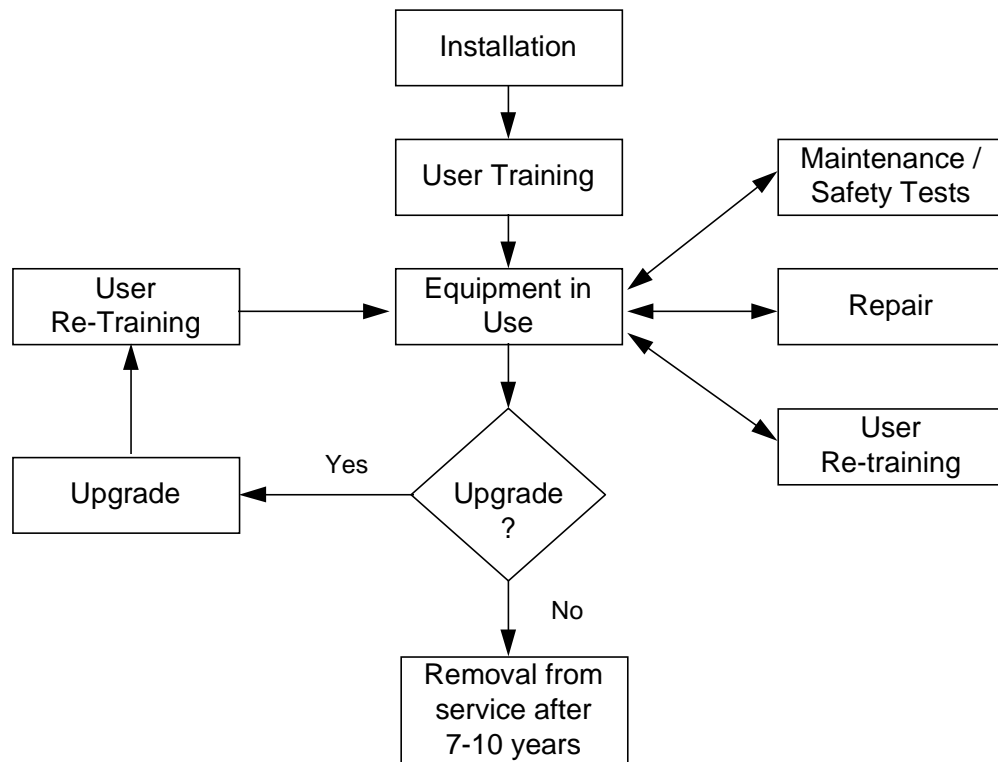 Installation
User Training
Maintenance /
Safety Tests
User
Re-Training
Equipment in
Use
Repair
User
Re-training
Upgrade
Yes
Upgrade
?
No
Removal from
service after
7-10 years